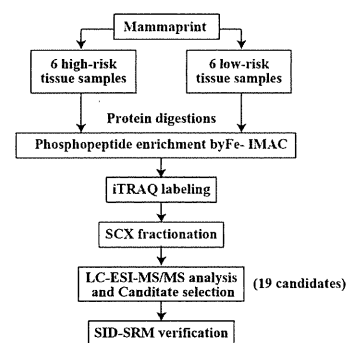 Mammaprint
6 high-risk
tissue samples
6 low-risk
tissue samples
Protein digestions
Phosphopeptide enrichment byFe- IMAC
iTRAQ labeling
SCX fractionation
LC-ESI-MS/MS analysis
and Canditate selection
(19 candidates)
SID-SRM verification